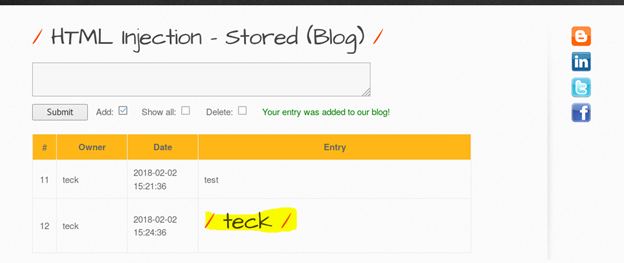 / HTML Injection - Stored (Blog) /
Submit Add: Show all: Delete: Your entry was added to our blog!
# Owner Date Entry
11 teck 2018-02-02 15:21:36 test
12 teck 2018-02-02 15:24:36 / teck /